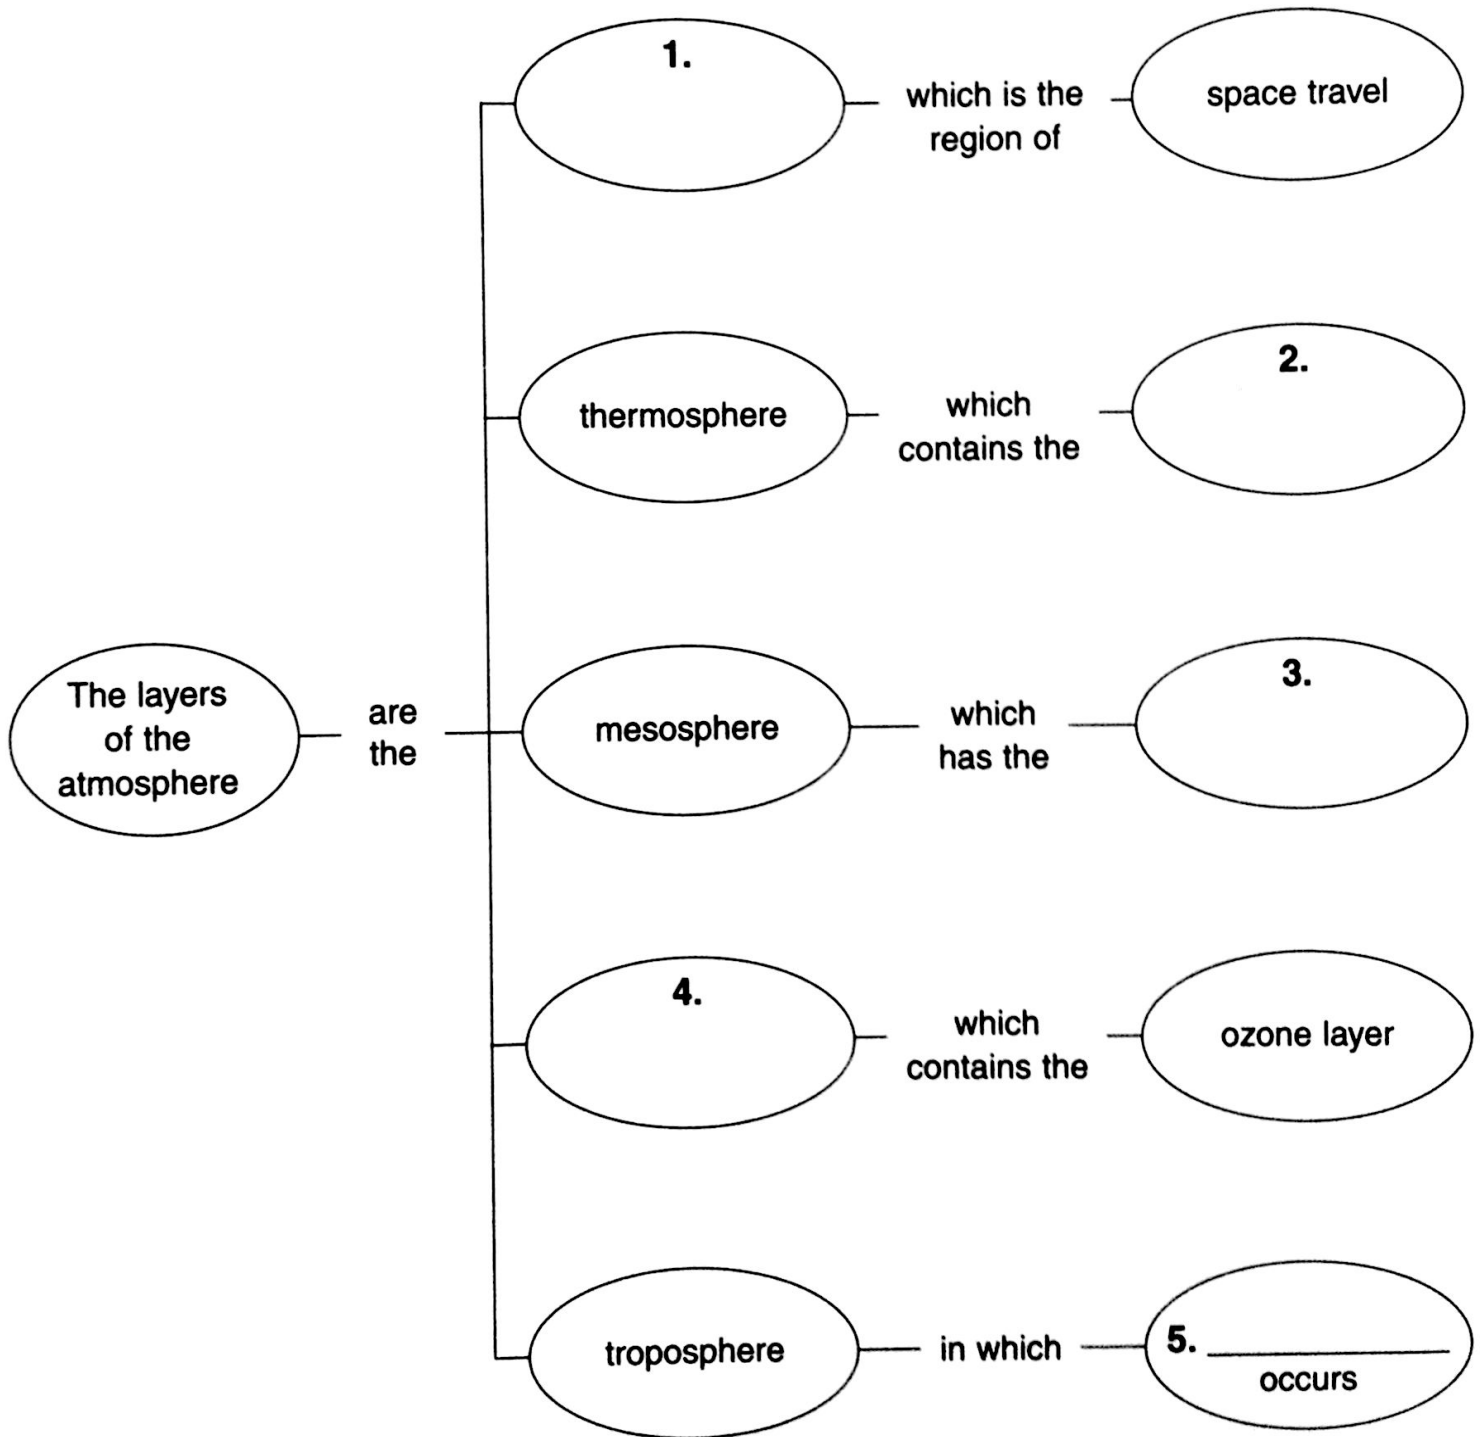 1.
which is the
region of
space travel
thermosphere
which
contains the
2.
The layers
of the
atmosphere
are
the
mesosphere
which
has the
3.
4.
which
contains the
ozone layer
troposphere
in which
5.
occurs